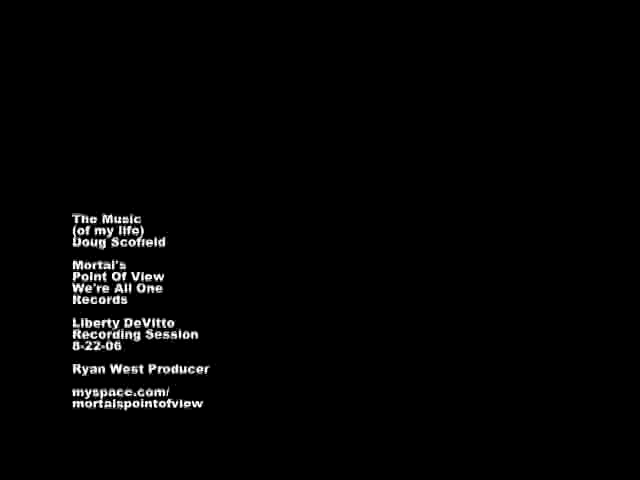 The Music
(of my life)
Doug Scofield
Mortal's
Point Of View
We're All One
Records
Liberty DeVitto
Recording Session
8-22-06
Ryan West Producer
myspace.com/
mortalspointofview